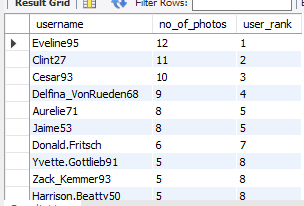 Result Grid Filter Rows:
username no_of_photos user_rank
Eveline95 12 1
Clint27 11 2
Cesar93 10 3
Delfina_VonRueden68 9 4
Aurelie71 8 5
Jaime53 8 5
Donald.Fritsch 6 7
Yvette.Gottlieb91 5 8
Zack_Kemmer93 5 8
Harrison.Beatty50 5 8